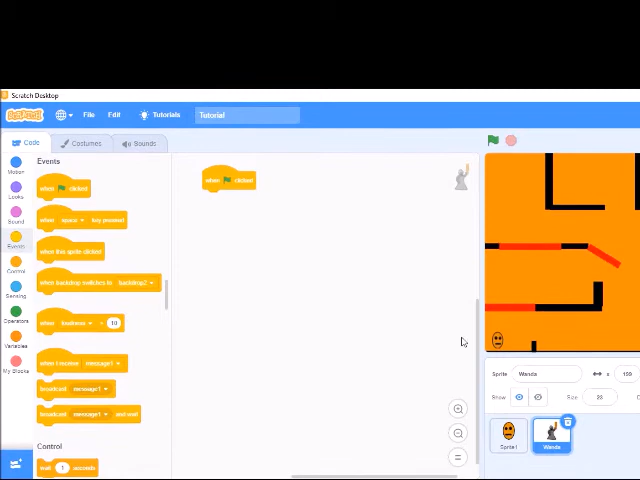 Scratch Desktop
SCRATCH File Edit Tutorials Tutorial
Code Costumes Sounds
Motion
Looks
Sound
Events
Control
Sensing
Operators
Variables
My Blocks
Events
when clicked
when space key pressed
when this sprite clicked
when backdrop switches to backdrop2
when loudness > 10
when I receive message1
broadcast message1
broadcast message1 and wait
Control
wait 1 seconds
when clicked
Sprite Wanda x 199
Show Size 23
Sprite1 Wanda